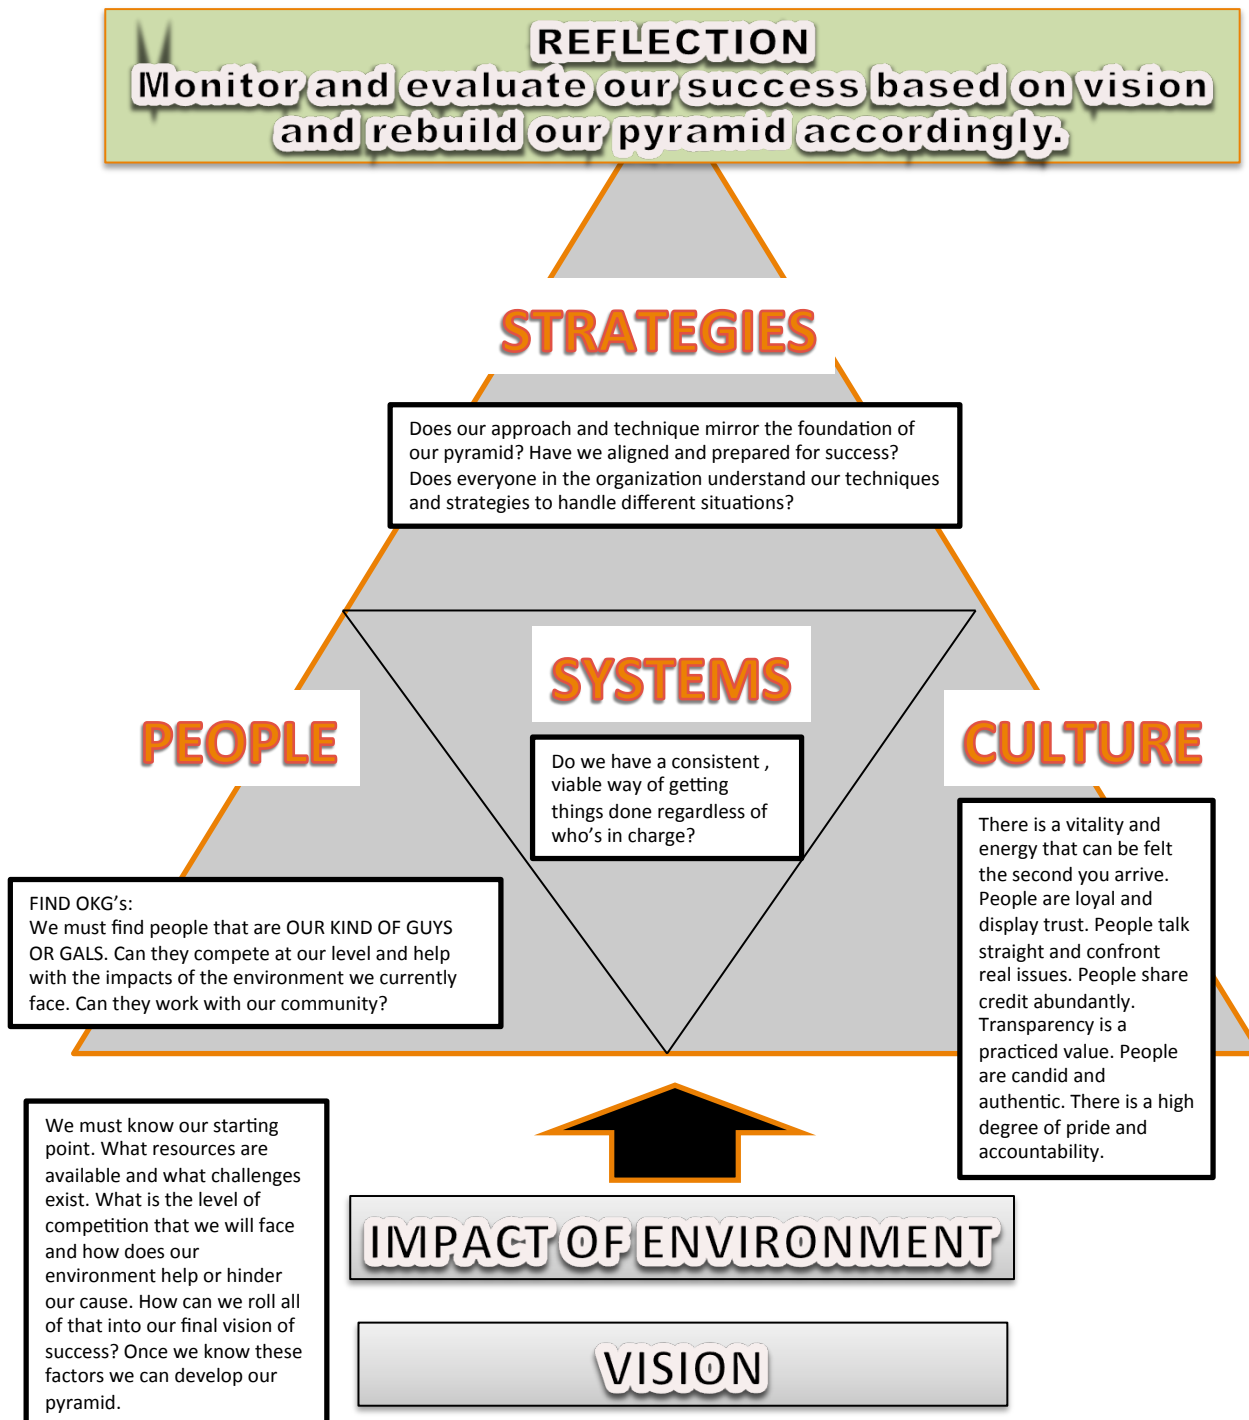 REFLECTION
Monitor and evaluate our success based on vision
and rebuild our pyramid accordingly.
STRATEGIES
Does our approach and technique mirror the foundation of
our pyramid? Have we aligned and prepared for success?
Does everyone in the organization understand our techniques
and strategies to handle different situations?
SYSTEMS
Do we have a consistent ,
viable way of getting
things done regardless of
who's in charge?
PEOPLE
FIND OKG's:
We must find people that are OUR KIND OF GUYS
OR GALS. Can they compete at our level and help
with the impacts of the environment we currently
face. Can they work with our community?
CULTURE
There is a vitality and
energy that can be felt
the second you arrive.
People are loyal and
display trust. People talk
straight and confront
real issues. People share
credit abundantly.
Transparency is a
practiced value. People
are candid and
authentic. There is a high
degree of pride and
accountability.
We must know our starting
point. What resources are
available and what challenges
exist. What is the level of
competition that we will face
and how does our
environment help or hinder
our cause. How can we roll all
of that into our final vision of
success? Once we know these
factors we can develop our
pyramid.
IMPACT OF ENVIRONMENT
VISION